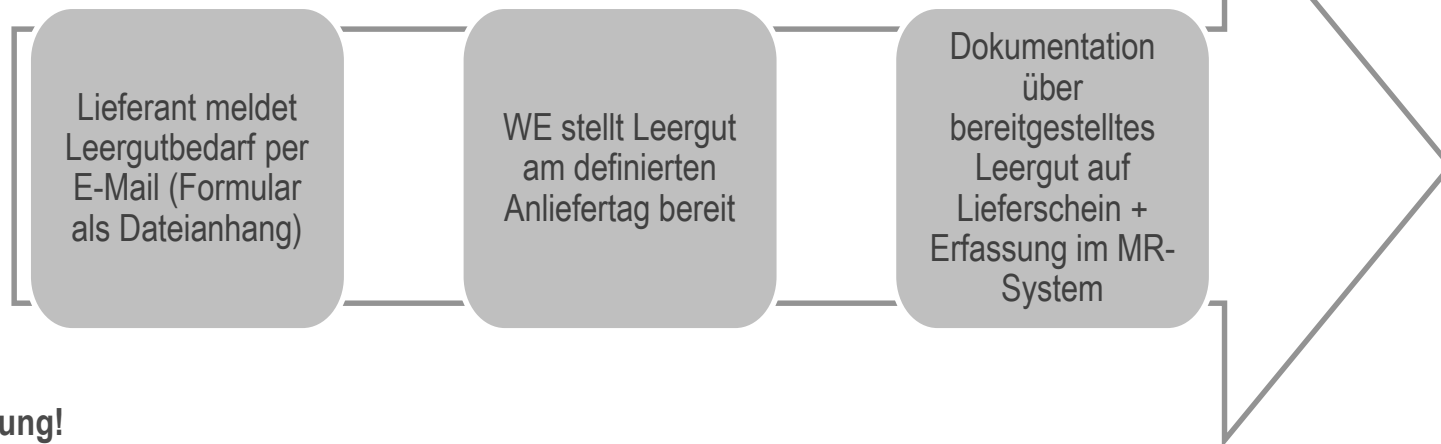 Lieferant meldet
Leergutbedarf per
E-Mail (Formular
als Dateianhang)
WE stellt Leergut
am definierten
Anliefertag bereit
Dokumentation
über
bereitgestelltes
Leergut auf
Lieferschein +
Erfassung im MR-
System
ung!